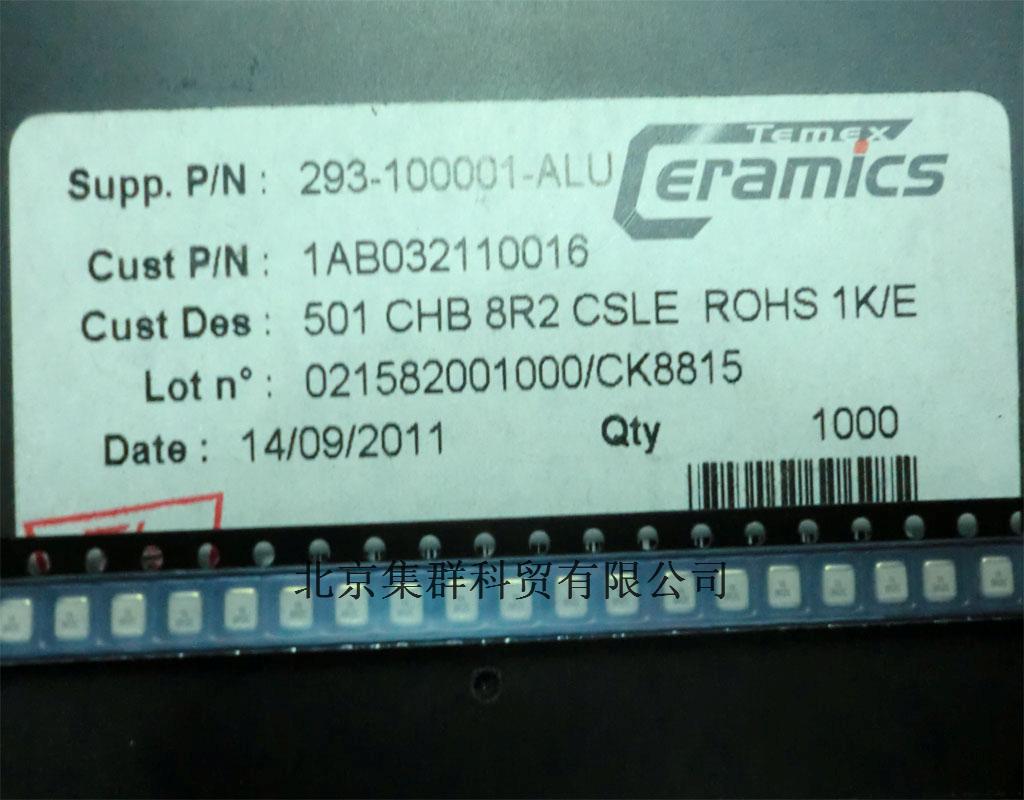 Temex
Ceramics
Supp. P/N : 293-100001-ALU
Cust P/N : 1AB032110016
Cust Des : 501 CHB 8R2 CSLE ROHS 1K/E
Lot n° : 021582001000/CK8815
Date : 14/09/2011 Qty 1000
北京集群科贸有限公司